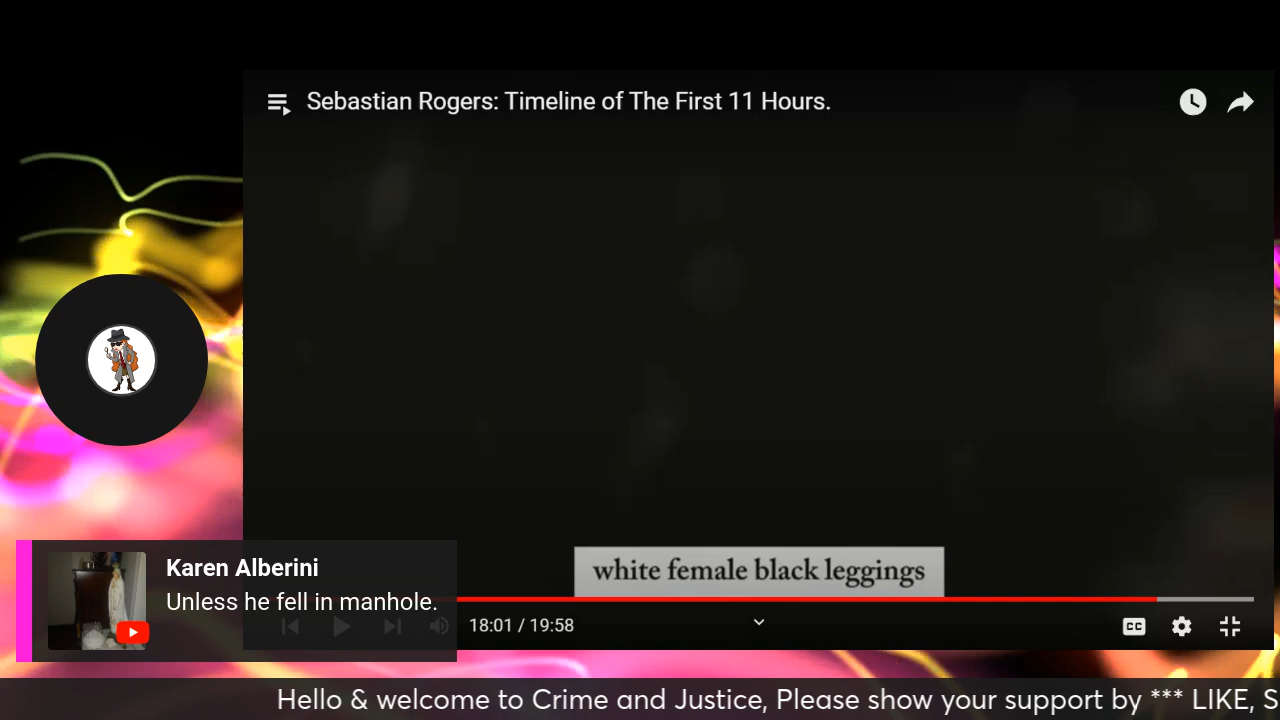 Sebastian Rogers: Timeline of The First 11 Hours.
white female black leggings
Karen Alberini
Unless he fell in manhole.
18:01 / 19:58
CC
Hello & welcome to Crime and Justice, Please show your support by *** LIKE, S